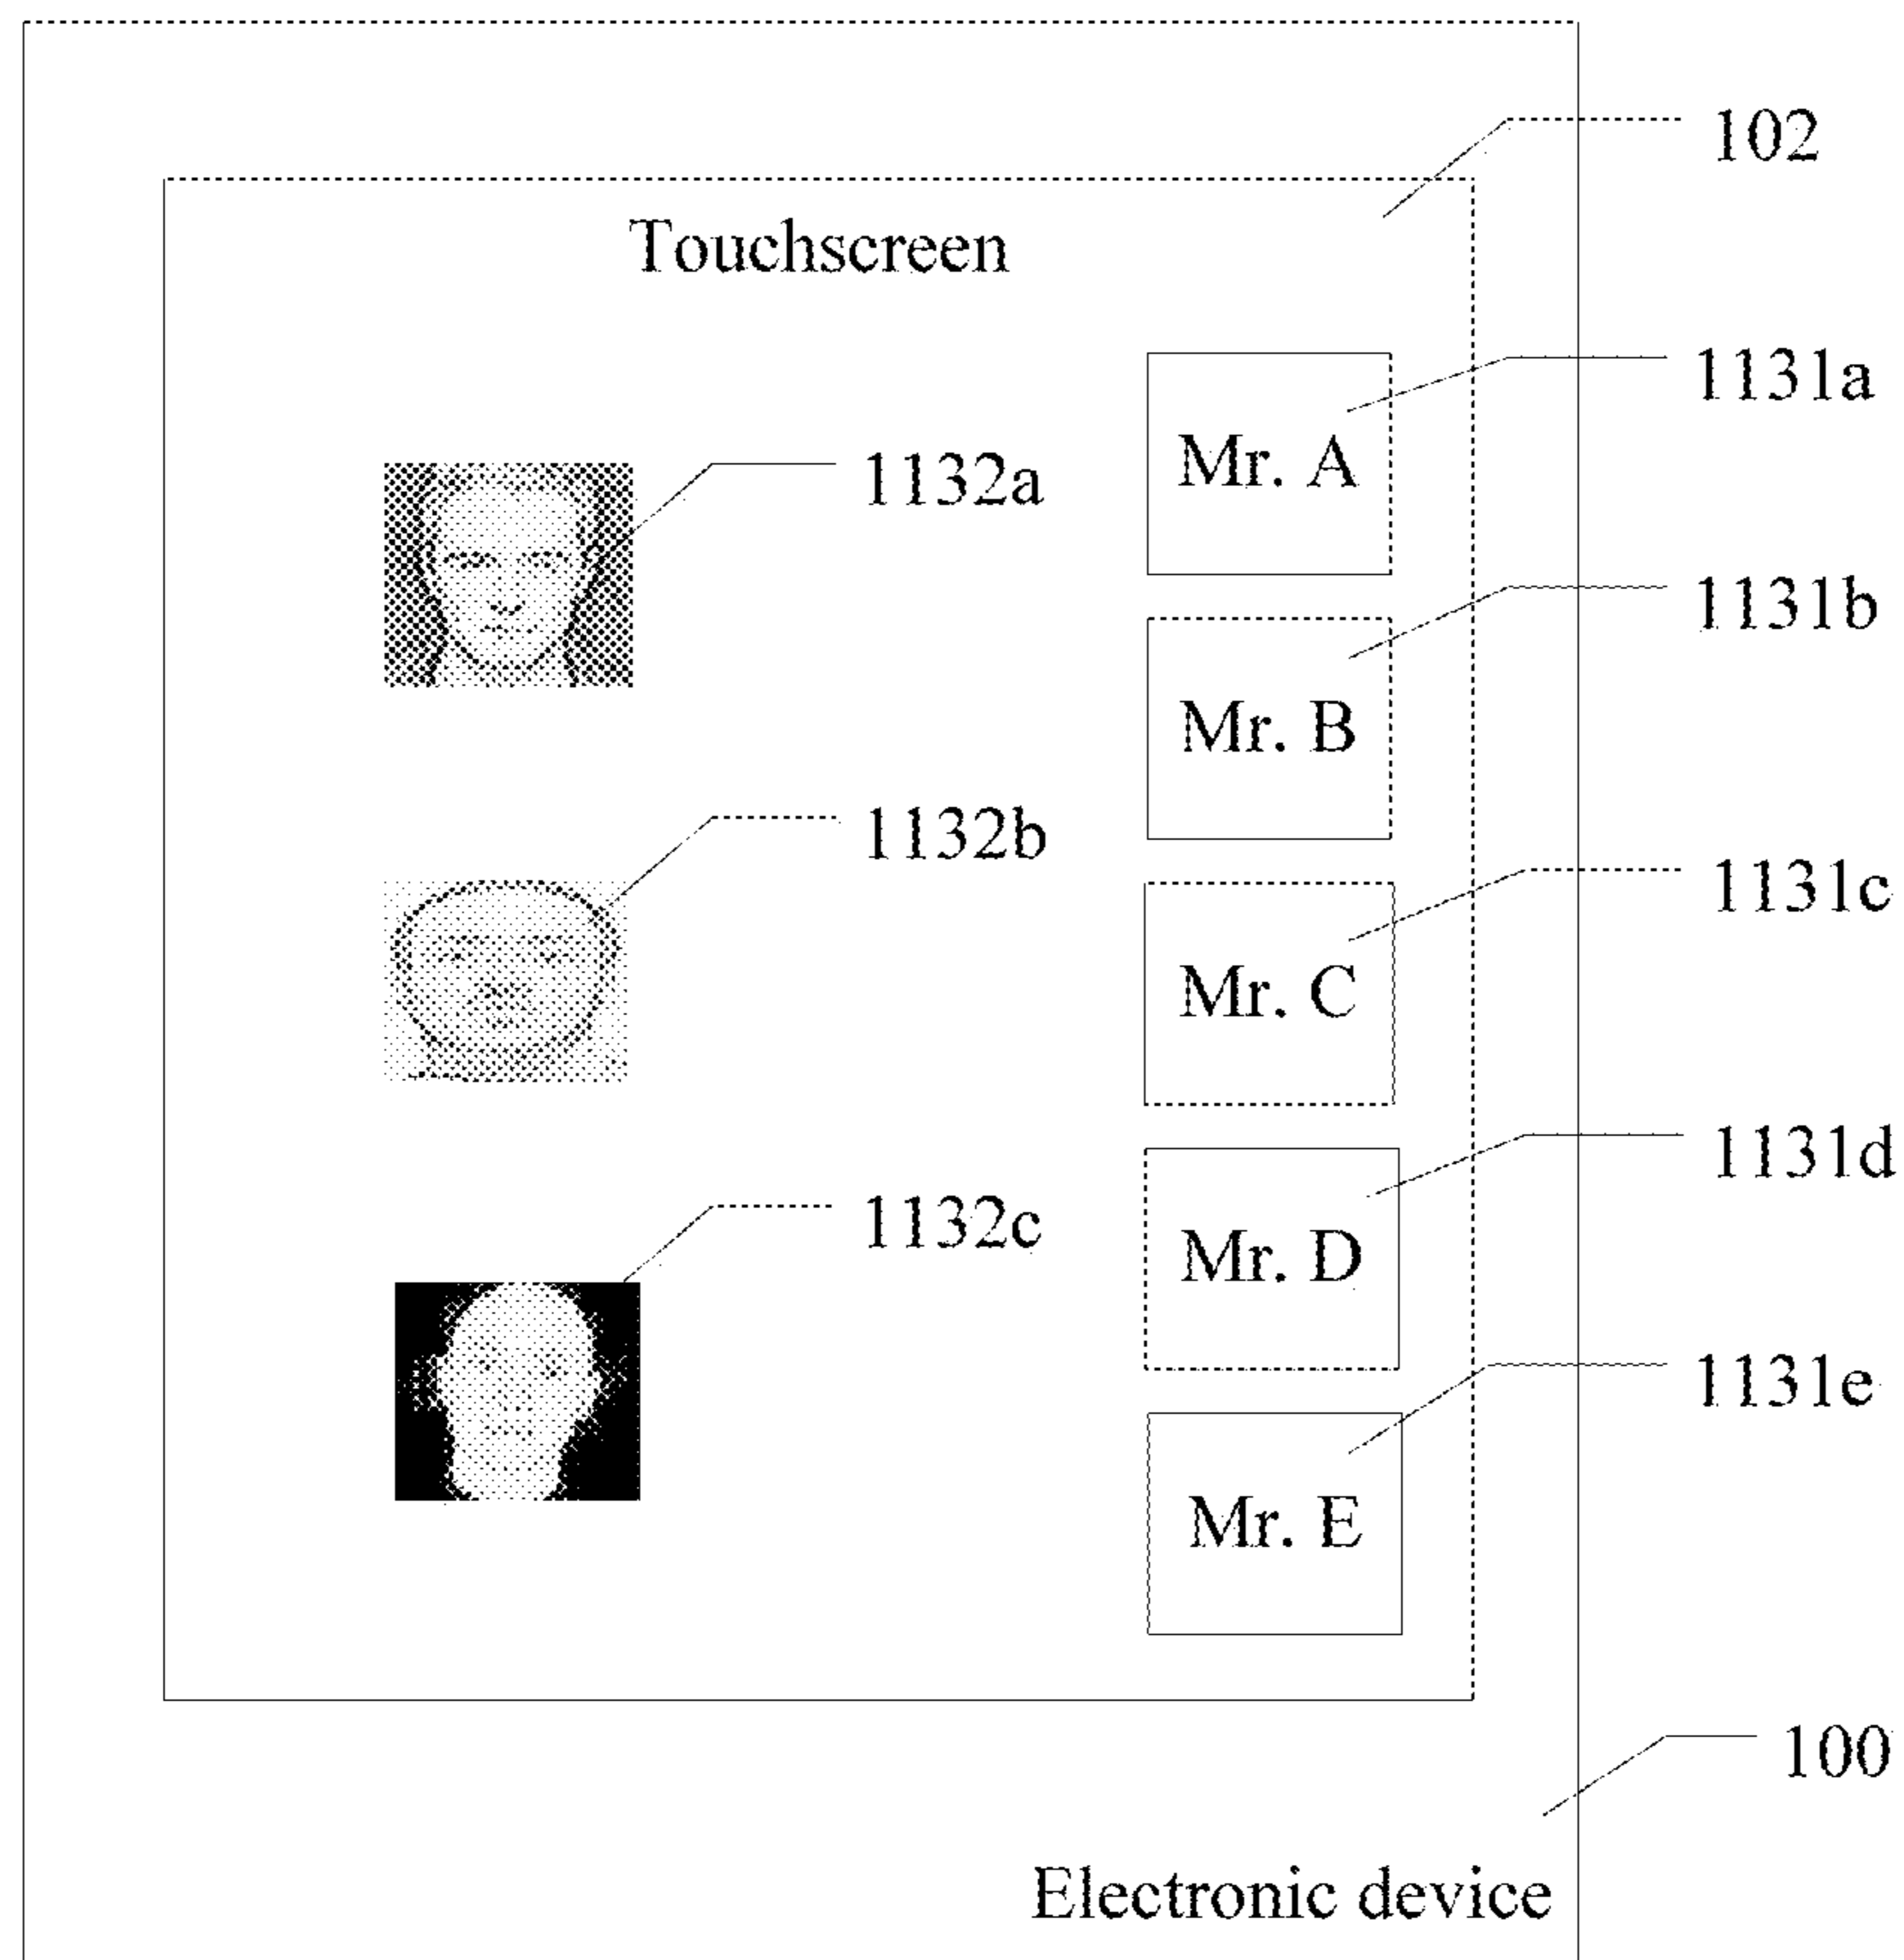 102
Touchscreen
1131a
Mr. A
1132a
1131b
Mr. B
1132b
1131c
Mr. C
1131d
1132c
Mr. D
1131e
Mr. E
100
Electronic device